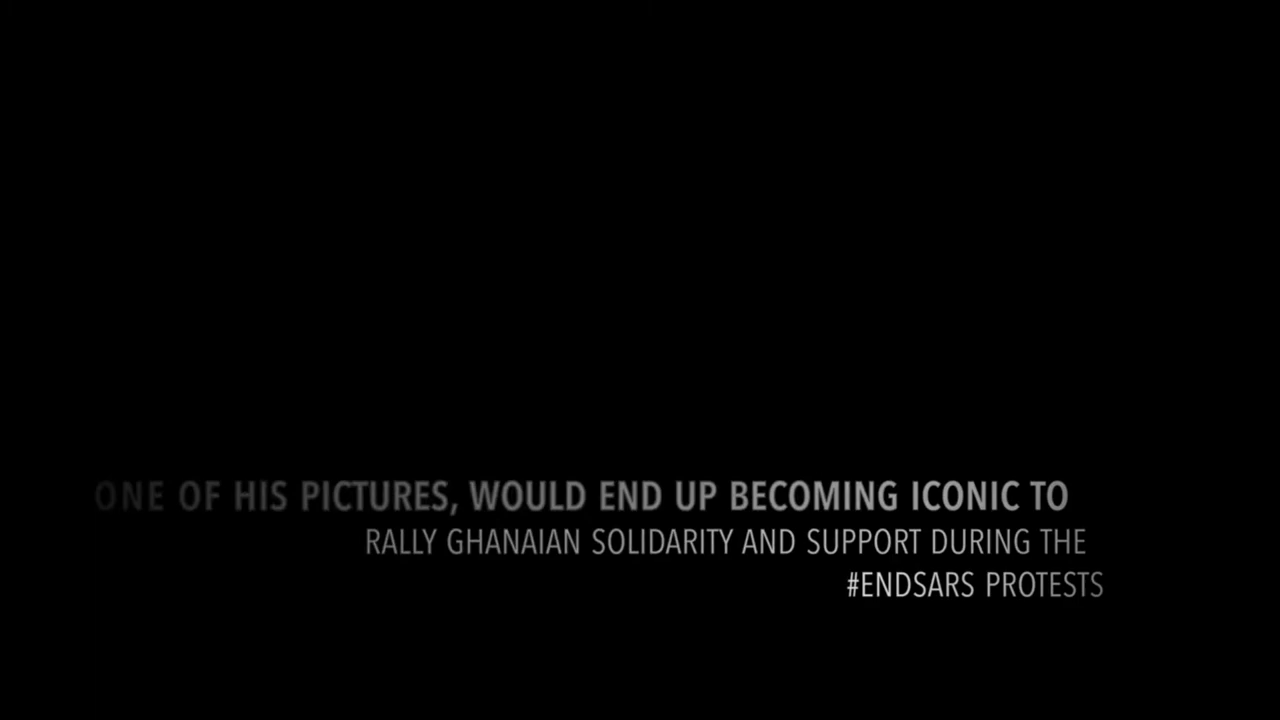 ONE OF HIS PICTURES, WOULD END UP BECOMING ICONIC TO
RALLY GHANAIAN SOLIDARITY AND SUPPORT DURING THE
#ENDSARS PROTESTS